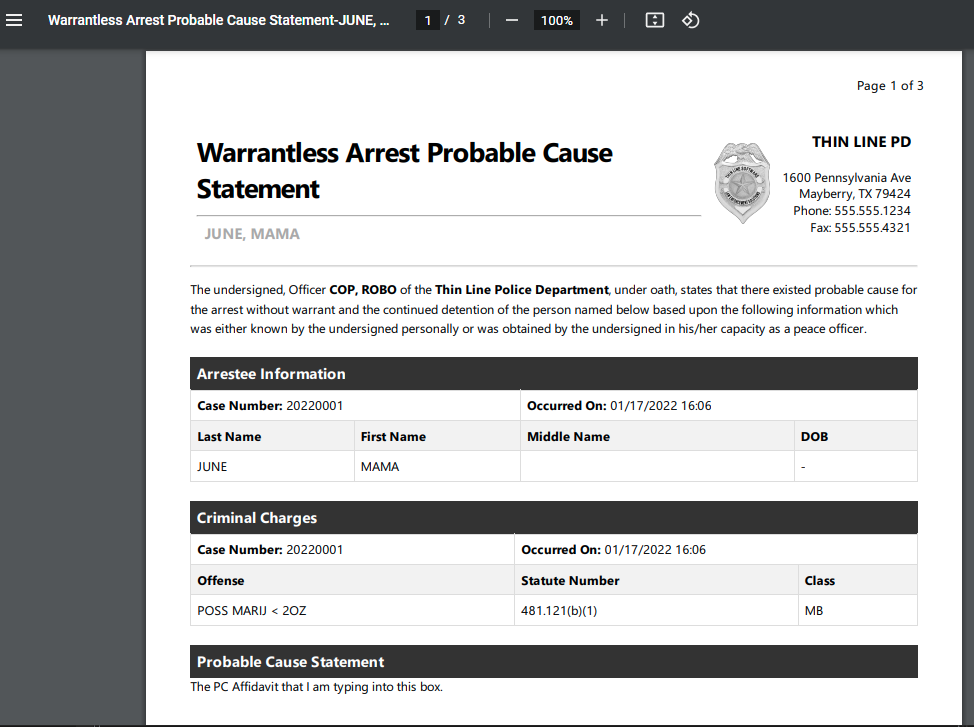 Warrantless Arrest Probable Cause Statement-JUNE, ...
1 / 3
100%
Page 1 of 3
Warrantless Arrest Probable Cause
Statement
JUNE, MAMA
THIN LINE PD
1600 Pennsylvania Ave
Mayberry, TX 79424
Phone: 555.555.1234
Fax: 555.555.4321
The undersigned, Officer COP, ROBO of the Thin Line Police Department, under oath, states that there existed probable cause for
the arrest without warrant and the continued detention of the person named below based upon the following information which
was either known by the undersigned personally or was obtained by the undersigned in his/her capacity as a peace officer.
Arrestee Information
Case Number: 20220001 Occurred On: 01/17/2022 16:06
Last Name First Name Middle Name DOB
JUNE MAMA -
Criminal Charges
Case Number: 20220001 Occurred On: 01/17/2022 16:06
Offense Statute Number Class
POSS MARIJ < 2OZ 481.121(b)(1) MB
Probable Cause Statement
The PC Affidavit that I am typing into this box.